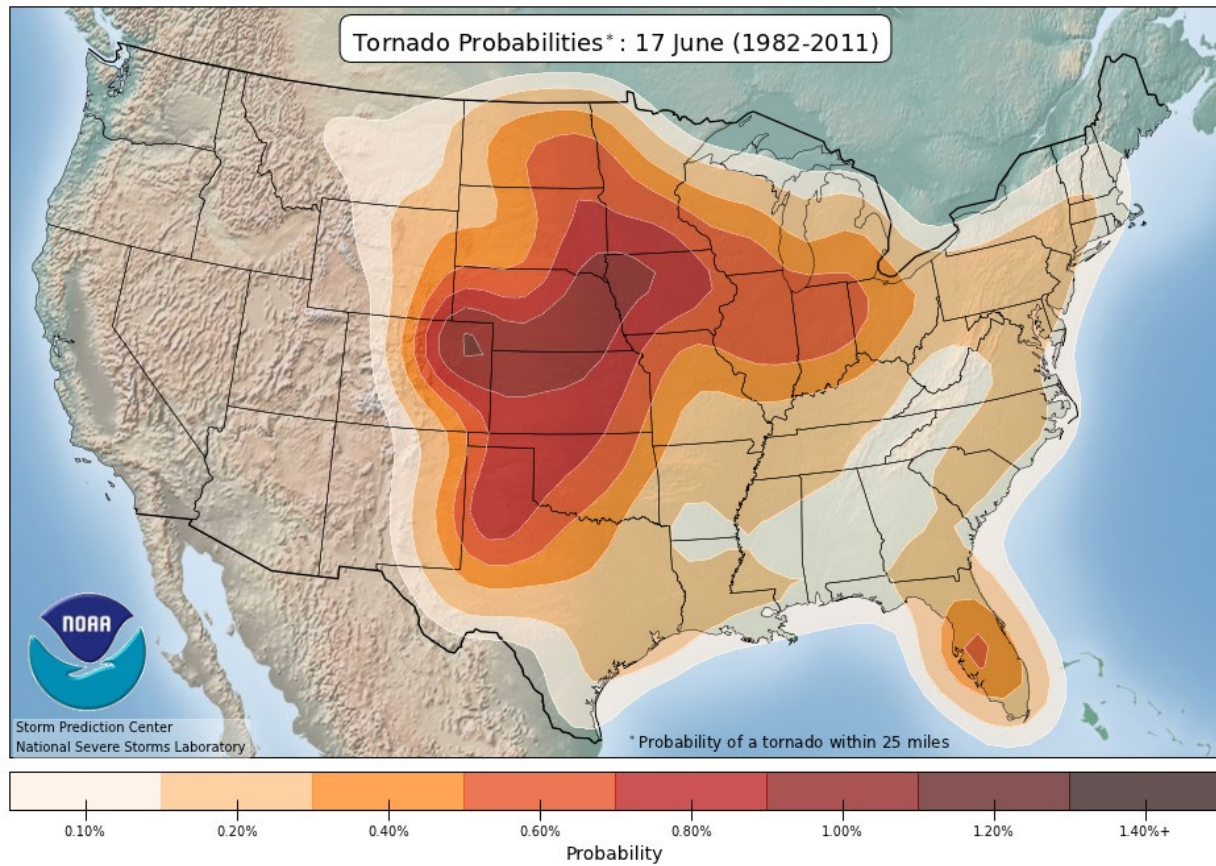 Tornado Probabilities*: 17 June (1982-2011)
NOAA
Storm Prediction Center
National Severe Storms Laboratory
* Probability of a tornado within 25 miles
0.10% 0.20% 0.40% 0.60% 0.80% 1.00% 1.20% 1.40%+
Probability